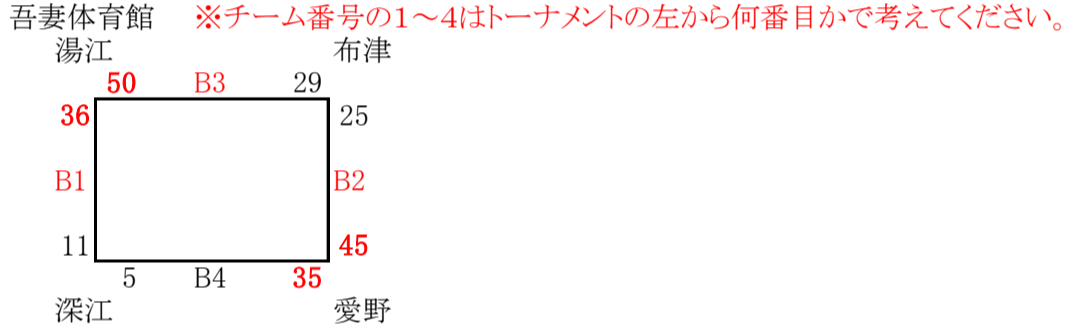 吾妻体育館 ※チーム番号の１～４はトーナメントの左から何番目かで考えてください。
湯江 布津
50 B3 29
36 25
B1 B2
11 45
5 B4 35
深江 愛野